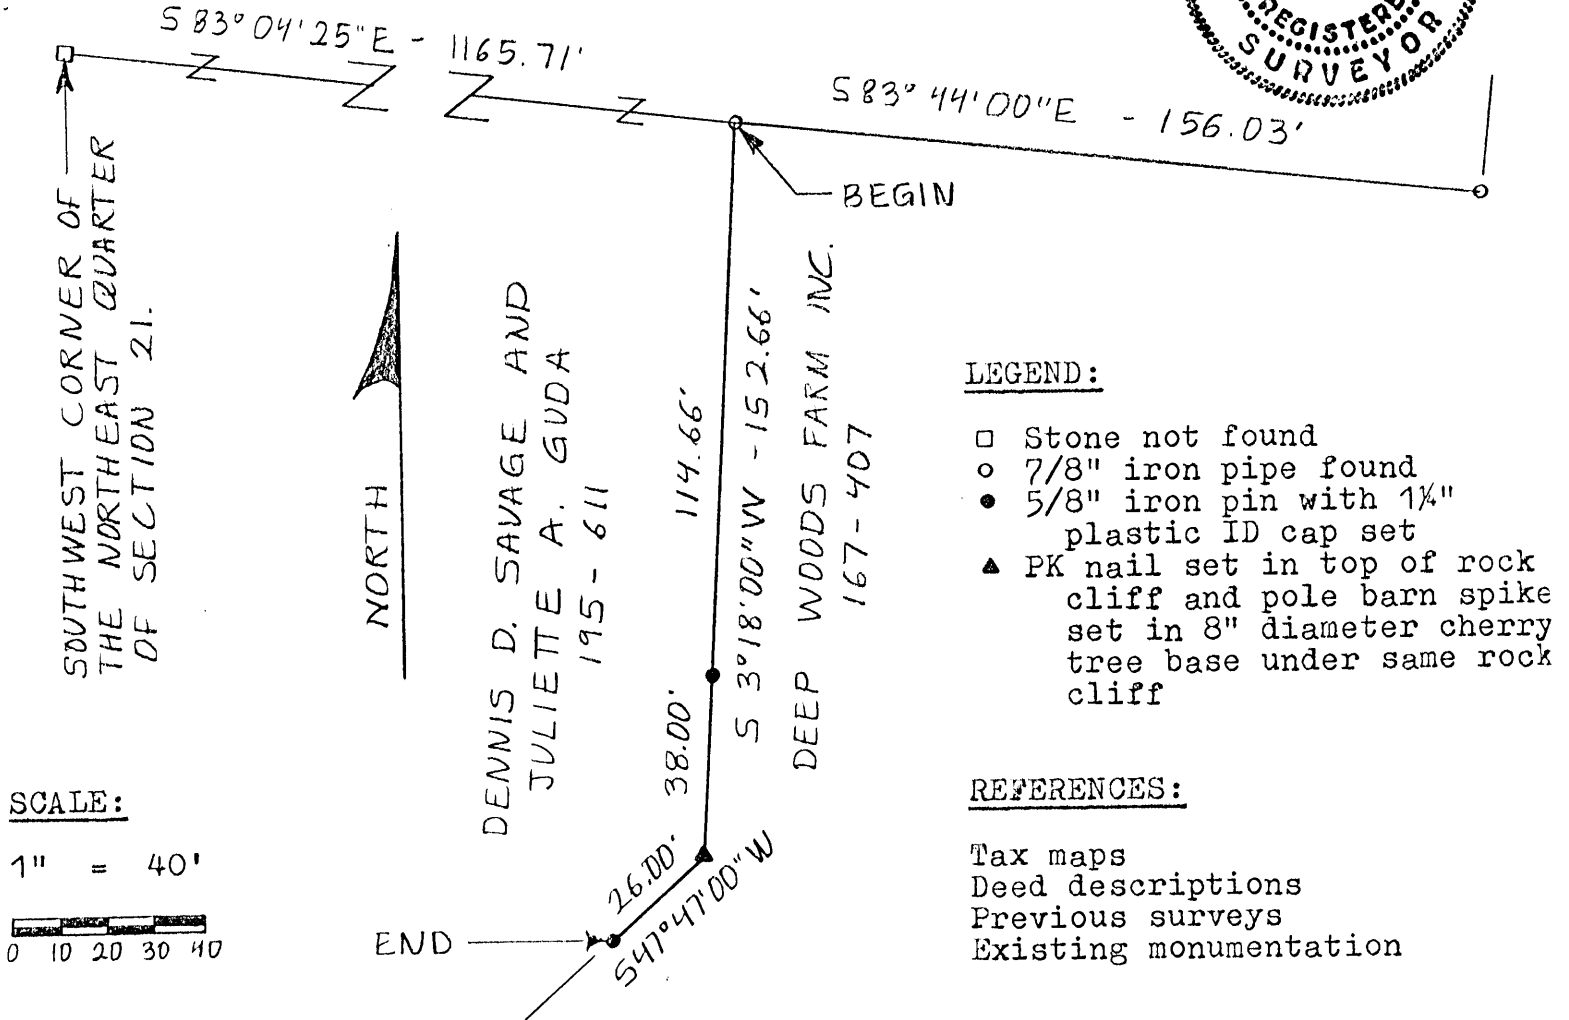 S 83° 04' 25" E - 1165.71'
REGISTERED
SURVEYOR
S 83° 44' 00" E - 156.03'
BEGIN
SOUTHWEST CORNER OF
THE NORTHEAST QUARTER
OF SECTION 21.
NORTH
DENNIS D. SAVAGE AND
JULIETTE A. GUDA
195 - 611
114.66'
S 3° 18' 00" W - 152.66'
DEEP WOODS FARM INC.
167 - 407
38.00'
26.00'
S 47° 47' 00" W
END
LEGEND:
Stone not found
7/8" iron pipe found
5/8" iron pin with 1¼"
plastic ID cap set
PK nail set in top of rock
cliff and pole barn spike
set in 8" diameter cherry
tree base under same rock
cliff
SCALE:
1" = 40'
0 10 20 30 40
REFERENCES:
Tax maps
Deed descriptions
Previous surveys
Existing monumentation